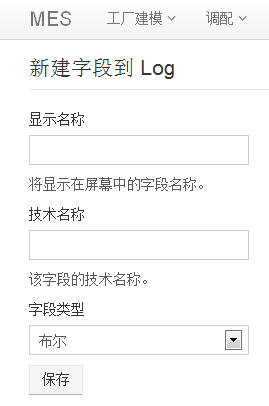 MES 工厂建模 调配
新建字段到 Log
显示名称
将显示在屏幕中的字段名称。
技术名称
该字段的技术名称。
字段类型
布尔
保存